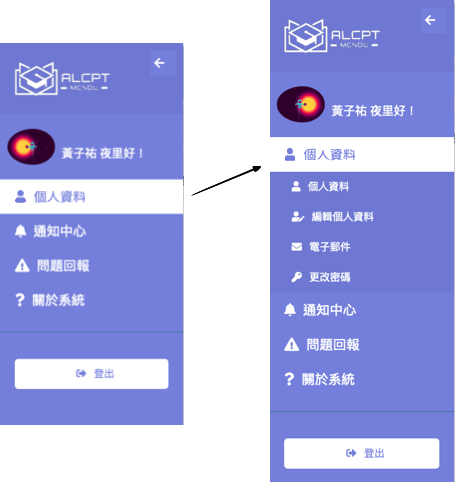 ALCPT
MCNDU
黃子祐 夜里好！
個人資料
通知中心
問題回報
關於系統
登出
ALCPT
MCNDU
黃子祐 夜里好！
個人資料
個人資料
編輯個人資料
電子郵件
更改密碼
通知中心
問題回報
關於系統
登出